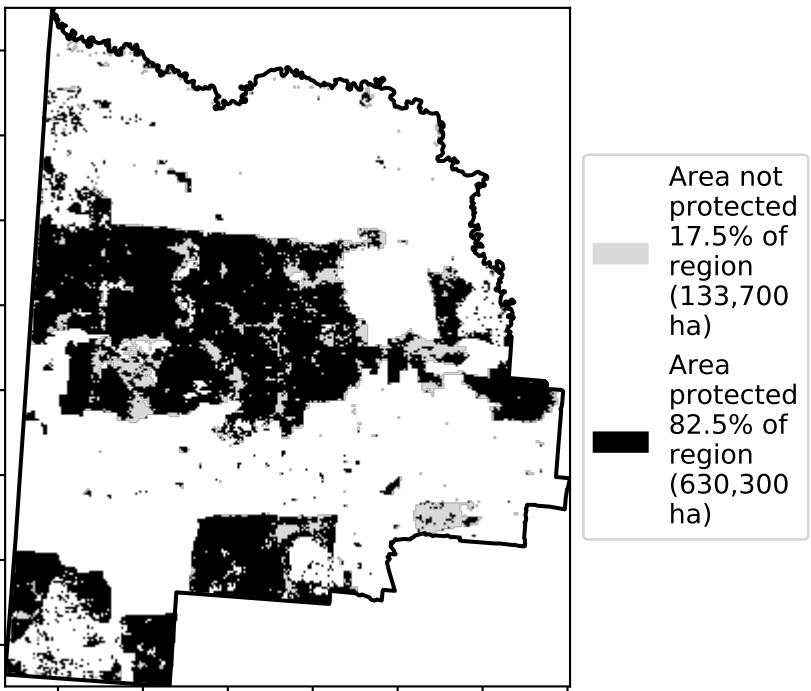 Area not
protected
17.5% of
region
(133,700
ha)
Area
protected
82.5% of
region
(630,300
ha)